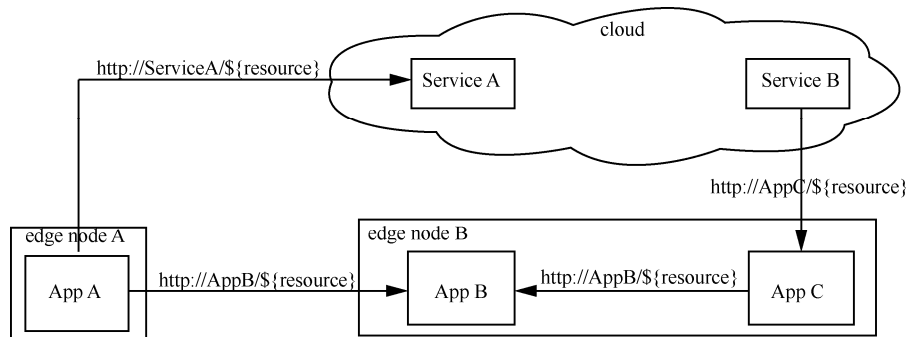 cloud
http://ServiceA/${resource}
Service A
Service B
http://AppC/${resource}
edge node A
edge node B
App A
http://AppB/${resource}
App B
http://AppB/${resource}
App C